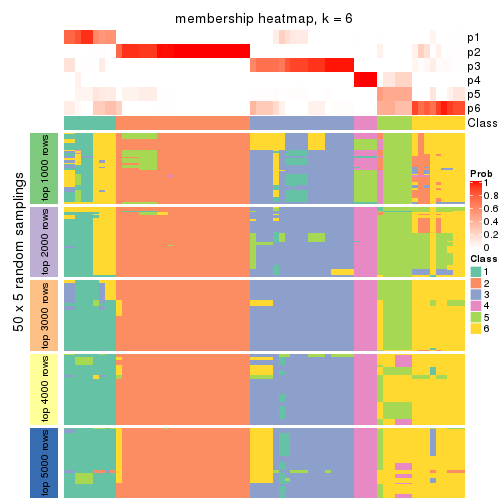 membership heatmap, k = 6
p1
p2
p3
p4
p5
p6
Class
50 x 5 random samplings
top 1000 rows
top 2000 rows
top 3000 rows
top 4000 rows
top 5000 rows
Prob
1
0.8
0.6
0.4
0.2
0
Class
1
2
3
4
5
6